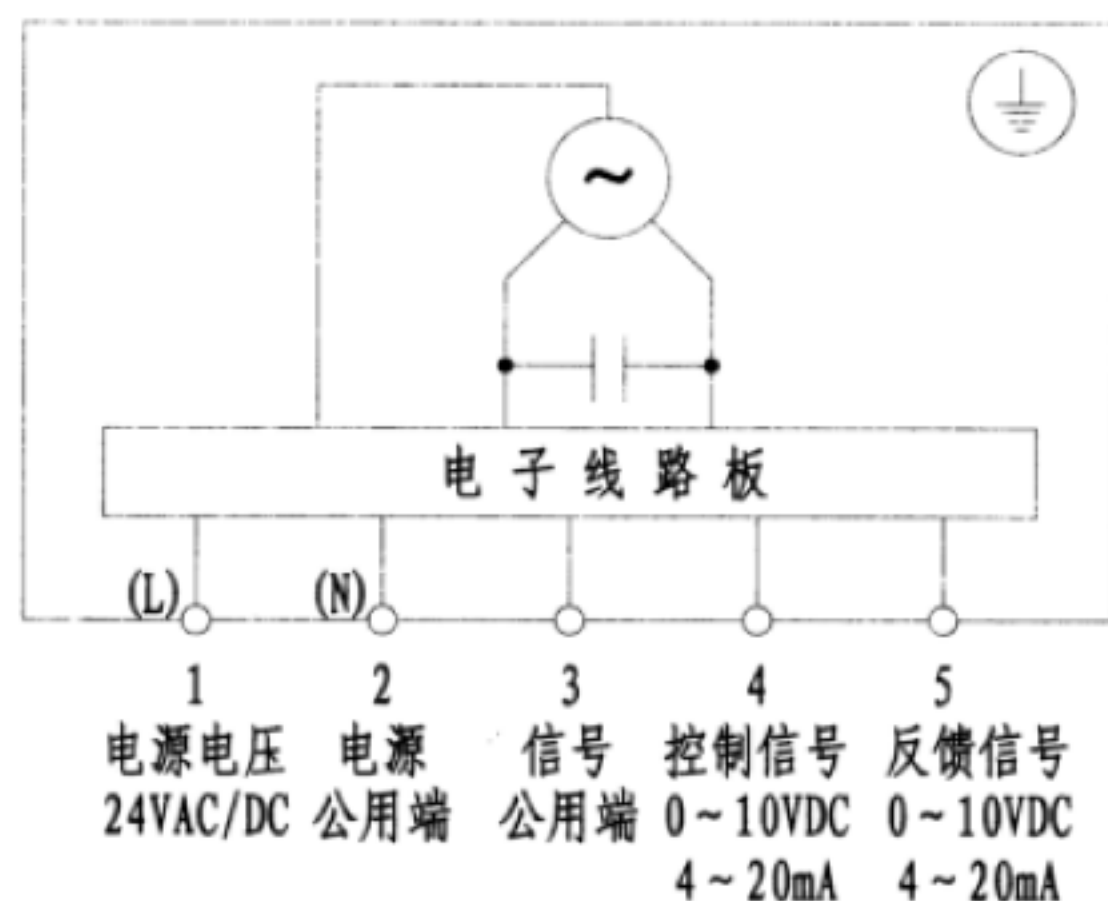 ~
电子线路板
(L) (N)
1 2 3 4 5
电源电压 电源 信号 控制信号 反馈信号
24VAC/DC 公用端 公用端 0~10VDC 0~10VDC
4~20mA 4~20mA